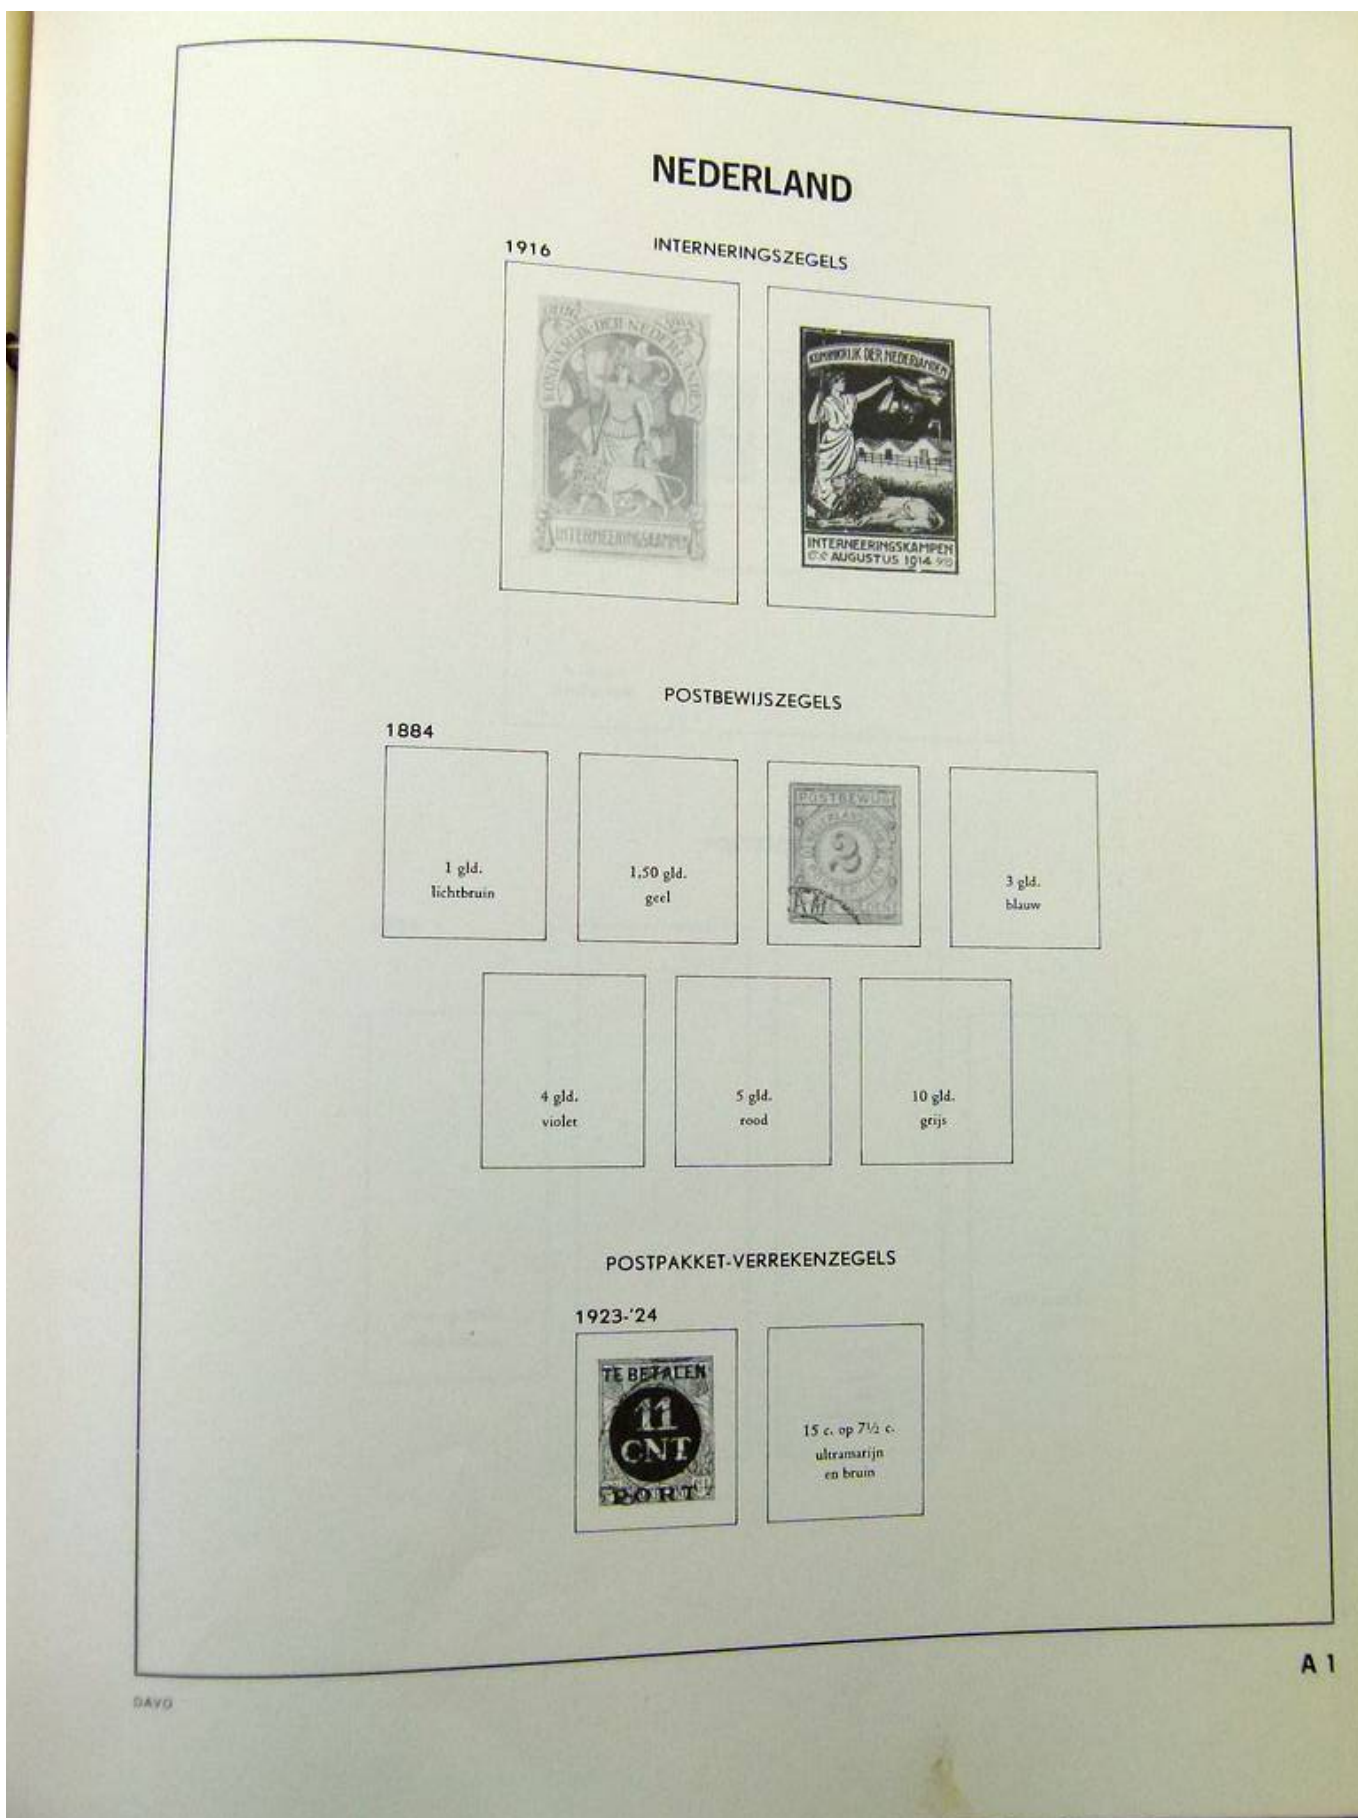 NEDERLAND
1916
INTERNERINGSZEGELS
KONINKRIJK DER NEDERLANDEN
INTERNEERINGSKAMPEN
KONINKRIJK DER NEDERLANDEN
INTERNEERINGSKAMPEN
AUGUSTUS 1914
POSTBEWIJSZEGELS
1884
1 gld.
lichtbruin
1,50 gld.
geel
POSTBEWIJS
2
AM
3 gld.
blauw
4 gld.
violet
5 gld.
rood
10 gld.
grijs
POSTPAKKET-VERREKENZEGELS
1923-'24
TE BETALEN
11
CNT
PORT
15 c. op 7½ c.
ultramarijn
en bruin
A 1
DAVO